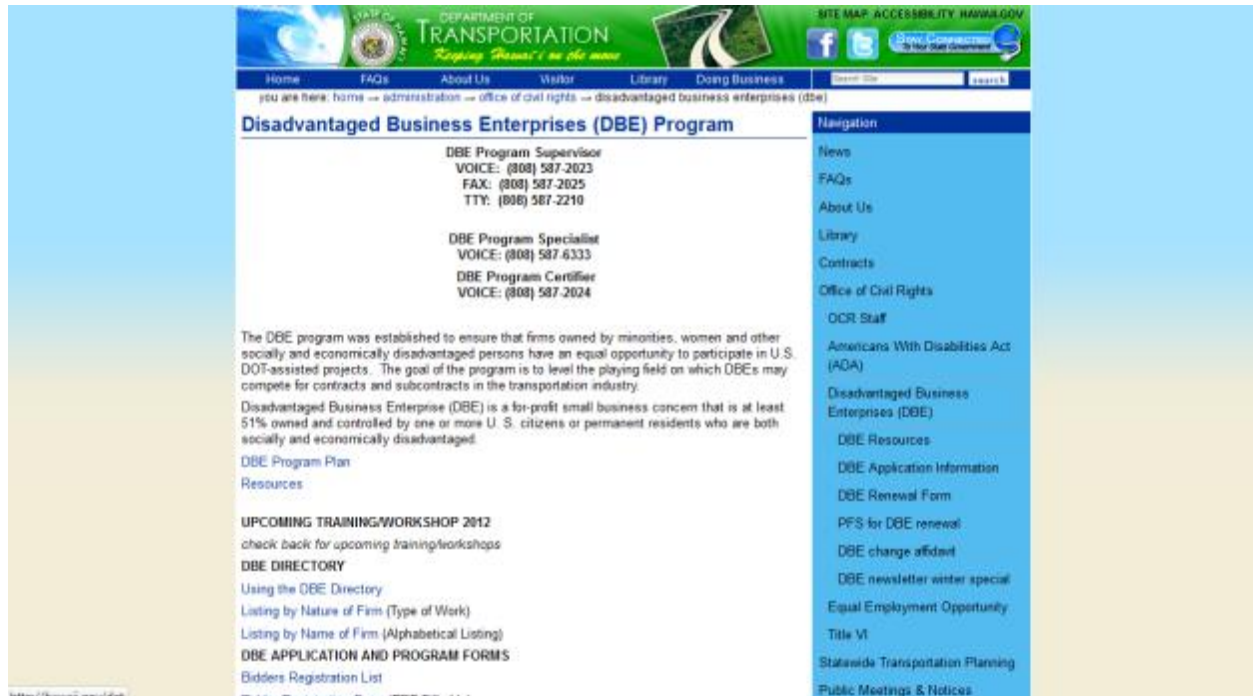 STATE OF HAWAII
DEPARTMENT OF
TRANSPORTATION
Keeping Hawai'i on the move
SITE MAP ACCESSIBILITY HAWAII.GOV
STAY CONNECTED
To Your State Government
Home FAQs About Us Visitor Library Doing Business
Search Site search
you are here: home → administration → office of civil rights → disadvantaged business enterprises (dbe)
Disadvantaged Business Enterprises (DBE) Program
DBE Program Supervisor
VOICE: (808) 587-2023
FAX: (808) 587-2025
TTY: (808) 587-2210
DBE Program Specialist
VOICE: (808) 587-6333
DBE Program Certifier
VOICE: (808) 587-2024
The DBE program was established to ensure that firms owned by minorities, women and other
socially and economically disadvantaged persons have an equal opportunity to participate in U.S.
DOT-assisted projects. The goal of the program is to level the playing field on which DBEs may
compete for contracts and subcontracts in the transportation industry.
Disadvantaged Business Enterprise (DBE) is a for-profit small business concern that is at least
51% owned and controlled by one or more U. S. citizens or permanent residents who are both
socially and economically disadvantaged.
DBE Program Plan
Resources
UPCOMING TRAINING/WORKSHOP 2012
check back for upcoming training/workshops
DBE DIRECTORY
Using the DBE Directory
Listing by Nature of Firm (Type of Work)
Listing by Name of Firm (Alphabetical Listing)
DBE APPLICATION AND PROGRAM FORMS
Bidders Registration List
Navigation
News
FAQs
About Us
Library
Contracts
Office of Civil Rights
OCR Staff
Americans With Disabilities Act
(ADA)
Disadvantaged Business
Enterprises (DBE)
DBE Resources
DBE Application Information
DBE Renewal Form
PFS for DBE renewal
DBE change affidavit
DBE newsletter winter special
Equal Employment Opportunity
Title VI
Statewide Transportation Planning
Public Meetings & Notices